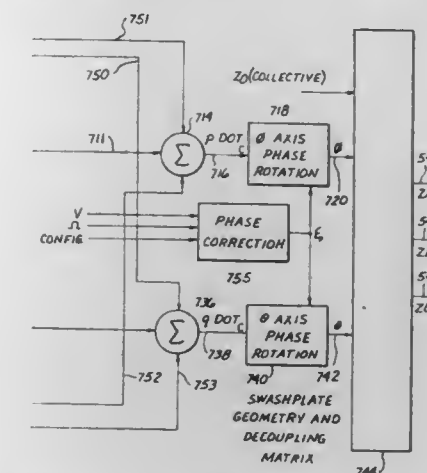 751
750
Z0(COLLECTIVE)
714
718
P DOT C
711
Σ
716
Ø AXIS
PHASE
ROTATION
Ø
720
V
Ω
CONFIG
PHASE
CORRECTION
755
736
Σ
q DOT C
738
θ AXIS
PHASE
ROTATION
θ
742
740
752
753
SWASHPLATE
GEOMETRY AND
DECOUPLING
MATRIX
744